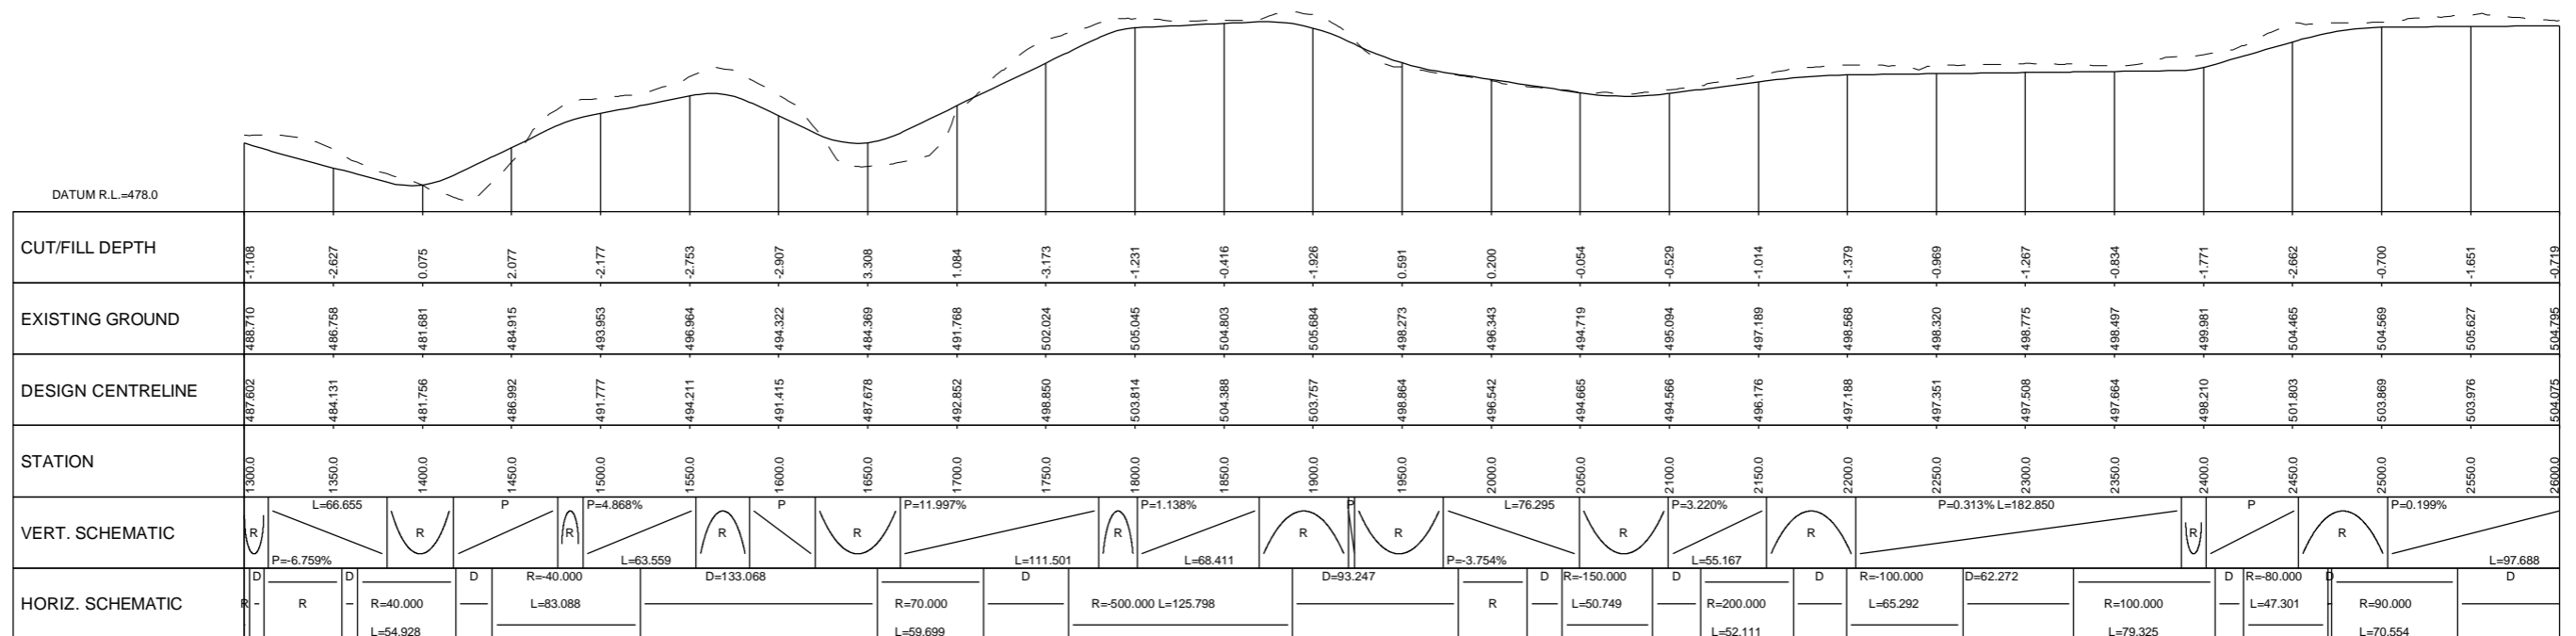 DATUM R.L.=478.0
CUT/FILL DEPTH -1.108 -2.627 0.075 2.077 -2.177 -2.753 -2.907 3.308 1.084 -3.173 -1.231 -0.416 -1.926 0.591 0.200 -0.054 -0.529 -1.014 -1.379 -0.969 -1.267 -0.834 -1.771 -2.662 -0.700 -1.651 -0.719
EXISTING GROUND 488.710 486.758 481.681 484.915 493.953 496.964 494.322 484.369 491.768 502.024 505.045 504.803 505.684 498.273 496.343 494.719 495.094 497.189 498.568 498.320 498.775 498.497 499.981 504.465 504.569 505.627 504.795
DESIGN CENTRELINE 487.602 484.131 481.756 486.992 491.777 494.211 491.415 487.678 492.852 498.850 503.814 504.388 503.757 498.864 496.542 494.665 494.566 496.176 497.188 497.351 497.508 497.664 498.210 501.803 503.869 503.976 504.075
STATION 1300.0 1350.0 1400.0 1450.0 1500.0 1550.0 1600.0 1650.0 1700.0 1750.0 1800.0 1850.0 1900.0 1950.0 2000.0 2050.0 2100.0 2150.0 2200.0 2250.0 2300.0 2350.0 2400.0 2450.0 2500.0 2550.0 2600.0
L=66.655 P P=4.868% P P=11.997% P=1.138% P L=76.295 P=3.220% P=0.313% L=182.850 P P=0.199%
VERT. SCHEMATIC R R R R R R R R R R R R
P=-6.759% L=63.559 L=111.501 L=68.411 P=-3.754% L=55.167 L=97.688
D D D R=-40.000 D=133.068 D D=93.247 D R=-150.000 D D R=-100.000 D=62.272 D R=-80.000 D D
HORIZ. SCHEMATIC R R R=40.000 L=83.088 R=70.000 R=-500.000 L=125.798 R L=50.749 R=200.000 L=65.292 R=100.000 L=47.301 R=90.000
L=54.928 L=59.699 L=52.111 L=79.325 L=70.554